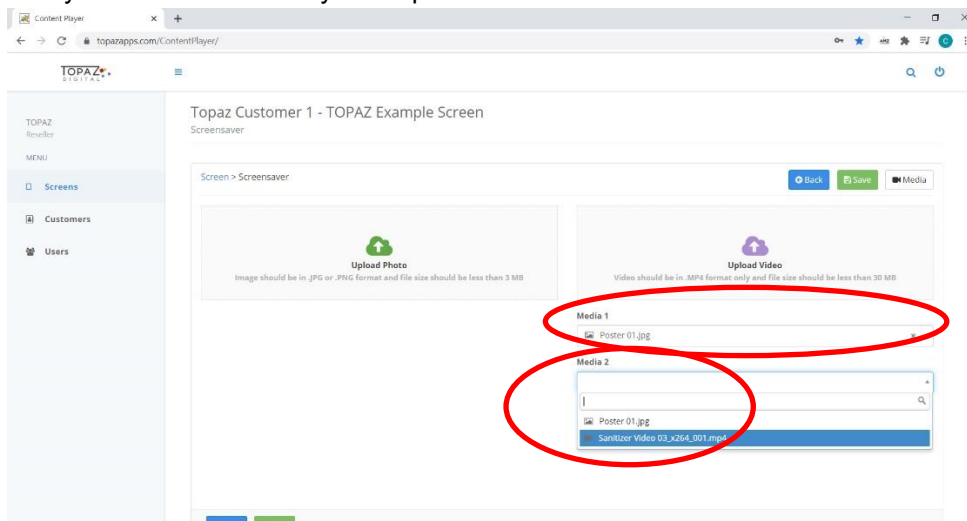 Content Player
topazapps.com/ContentPlayer/
TOPAZ
DIGITAL
TOPAZ
Reseller
MENU
Screens
Customers
Users
Topaz Customer 1 - TOPAZ Example Screen
Screensaver
Screen > Screensaver
Back
Save
Media
Upload Photo
Image should be in .JPG or .PNG format and file size should be less than 3 MB
Upload Video
Video should be in .MP4 format only and file size should be less than 30 MB
Media 1
Poster 01.jpg
Media 2
Poster 01.jpg
Sanitizer Video 03_x264_001.mp4